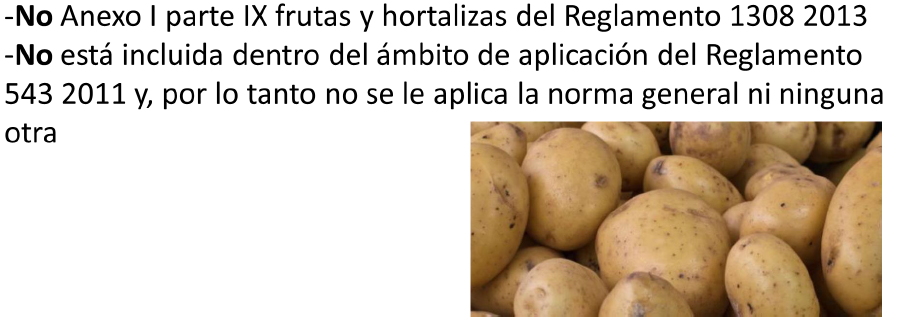 -No Anexo I parte IX frutas y hortalizas del Reglamento 1308 2013
-No está incluida dentro del ámbito de aplicación del Reglamento
543 2011 y, por lo tanto no se le aplica la norma general ni ninguna
otra